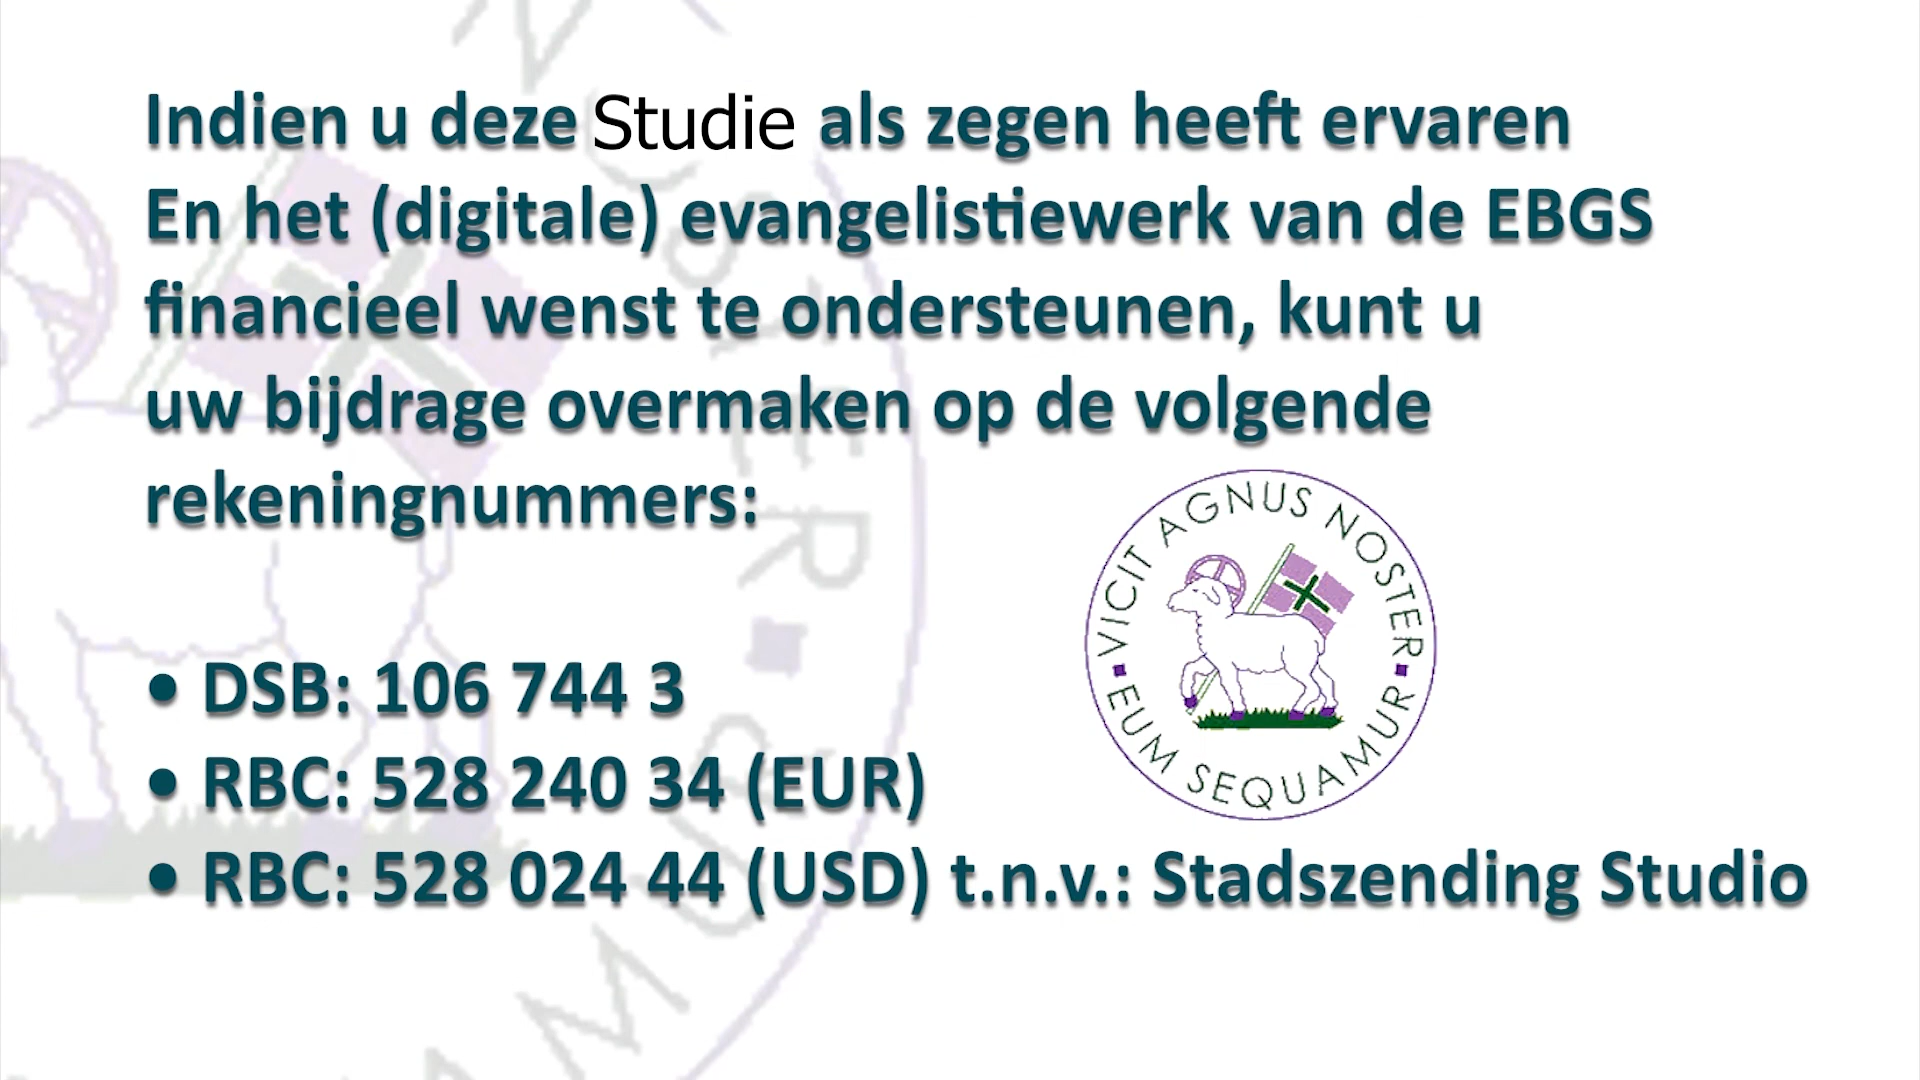 Indien u deze Studie als zegen heeft ervaren
En het (digitale) evangelistiewerk van de EBGS
financieel wenst te ondersteunen, kunt u
uw bijdrage overmaken op de volgende
rekeningnummers:
VICIT AGNUS NOSTER
EUM SEQUAMUR
• DSB: 106 744 3
• RBC: 528 240 34 (EUR)
• RBC: 528 024 44 (USD) t.n.v.: Stadszending Studio